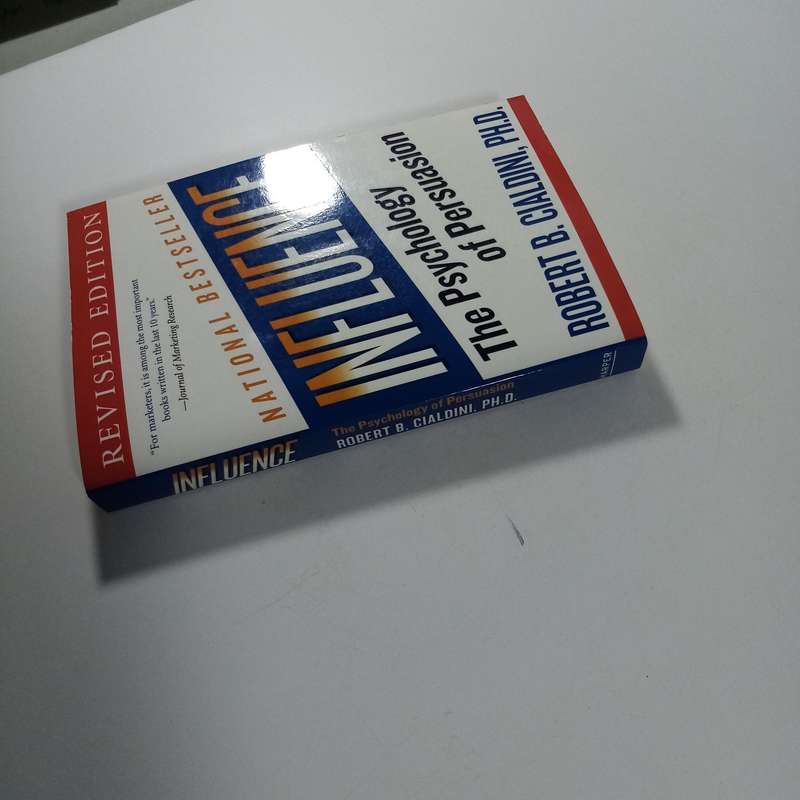 REVISED EDITION
"For marketers, it is among the most important
books written in the last 10 years."
—Journal of Marketing Research
NATIONAL BESTSELLER
INFLUENCE
The Psychology
of Persuasion
ROBERT B. CIALDINI, PH.D.
INFLUENCE
The Psychology of Persuasion
ROBERT B. CIALDINI, PH.D.
HARPER